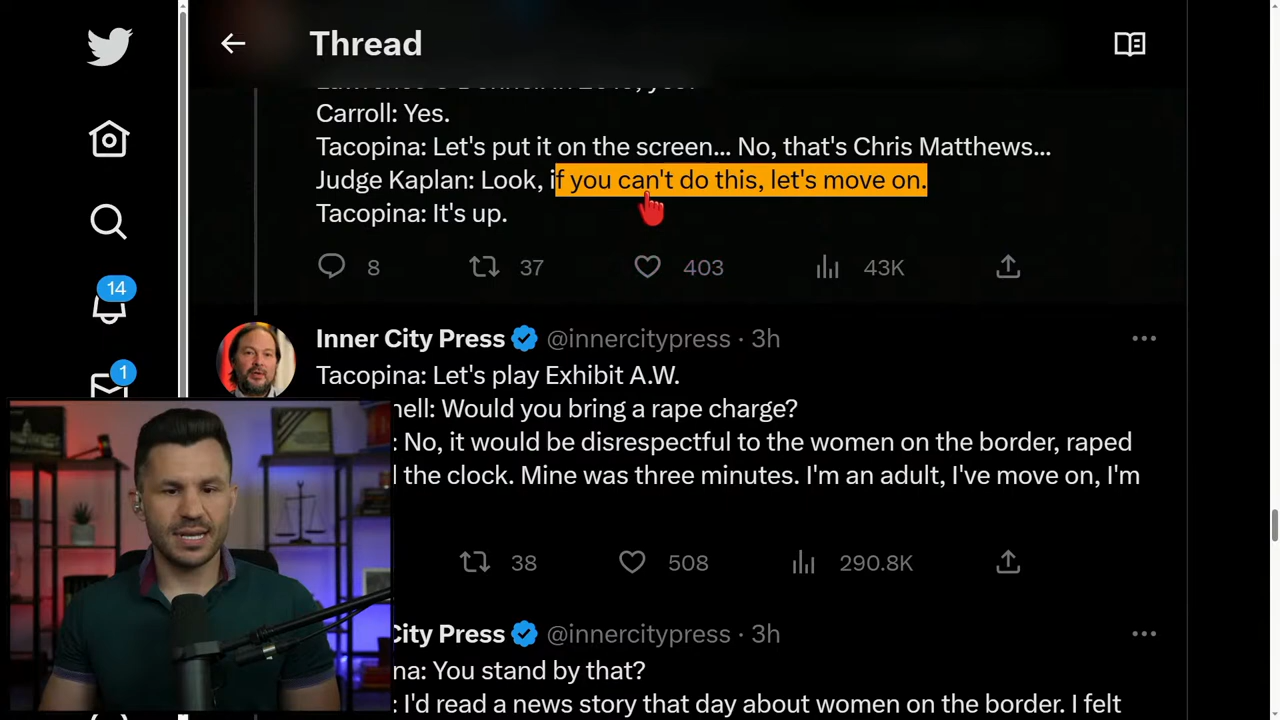 Thread
Carroll: Yes.
Tacopina: Let's put it on the screen... No, that's Chris Matthews...
Judge Kaplan: Look, if you can't do this, let's move on.
Tacopina: It's up.
8 37 403 43K
14
Inner City Press @innercitypress · 3h
1
Tacopina: Let's play Exhibit A.W.
nell: Would you bring a rape charge?
: No, it would be disrespectful to the women on the border, raped
the clock. Mine was three minutes. I'm an adult, I've move on, I'm
38 508 290.8K
City Press @innercitypress · 3h
na: You stand by that?
: I'd read a news story that day about women on the border. I felt